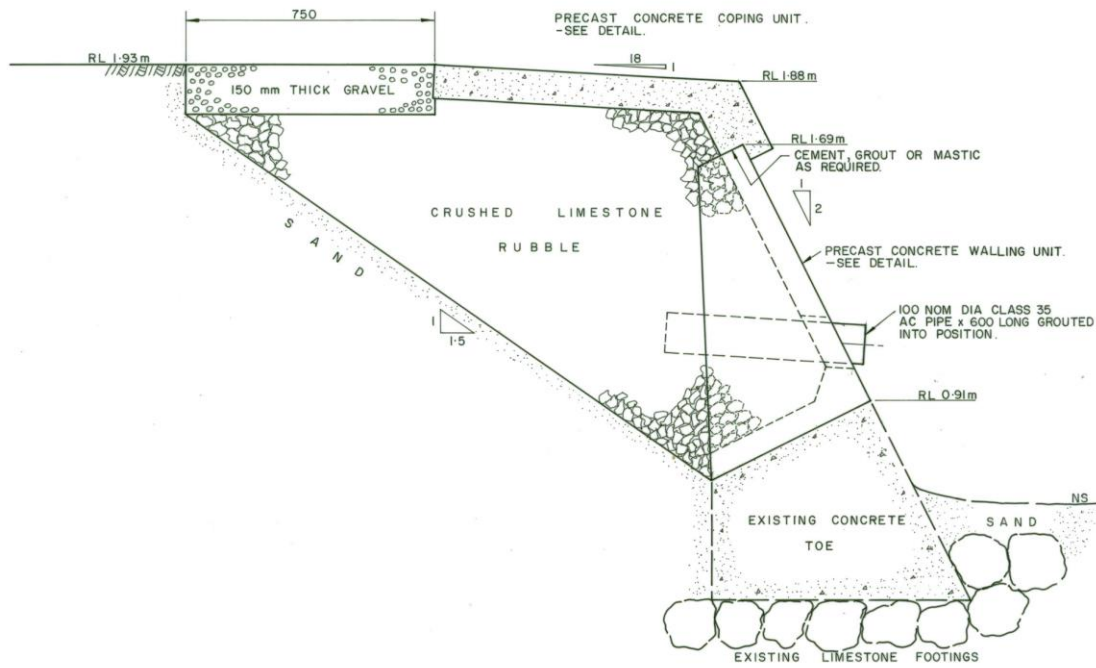 750
PRECAST CONCRETE COPING UNIT.
-SEE DETAIL.
RL 1·93m
18
1
RL 1·88m
150 mm THICK GRAVEL
RL 1·69m
CEMENT, GROUT OR MASTIC
AS REQUIRED.
1
2
CRUSHED LIMESTONE
RUBBLE
SAND
PRECAST CONCRETE WALLING UNIT.
-SEE DETAIL.
1
1·5
100 NOM DIA CLASS 35
AC PIPE x 600 LONG GROUTED
INTO POSITION.
RL 0·91m
NS
SAND
EXISTING CONCRETE
TOE
EXISTING LIMESTONE FOOTINGS